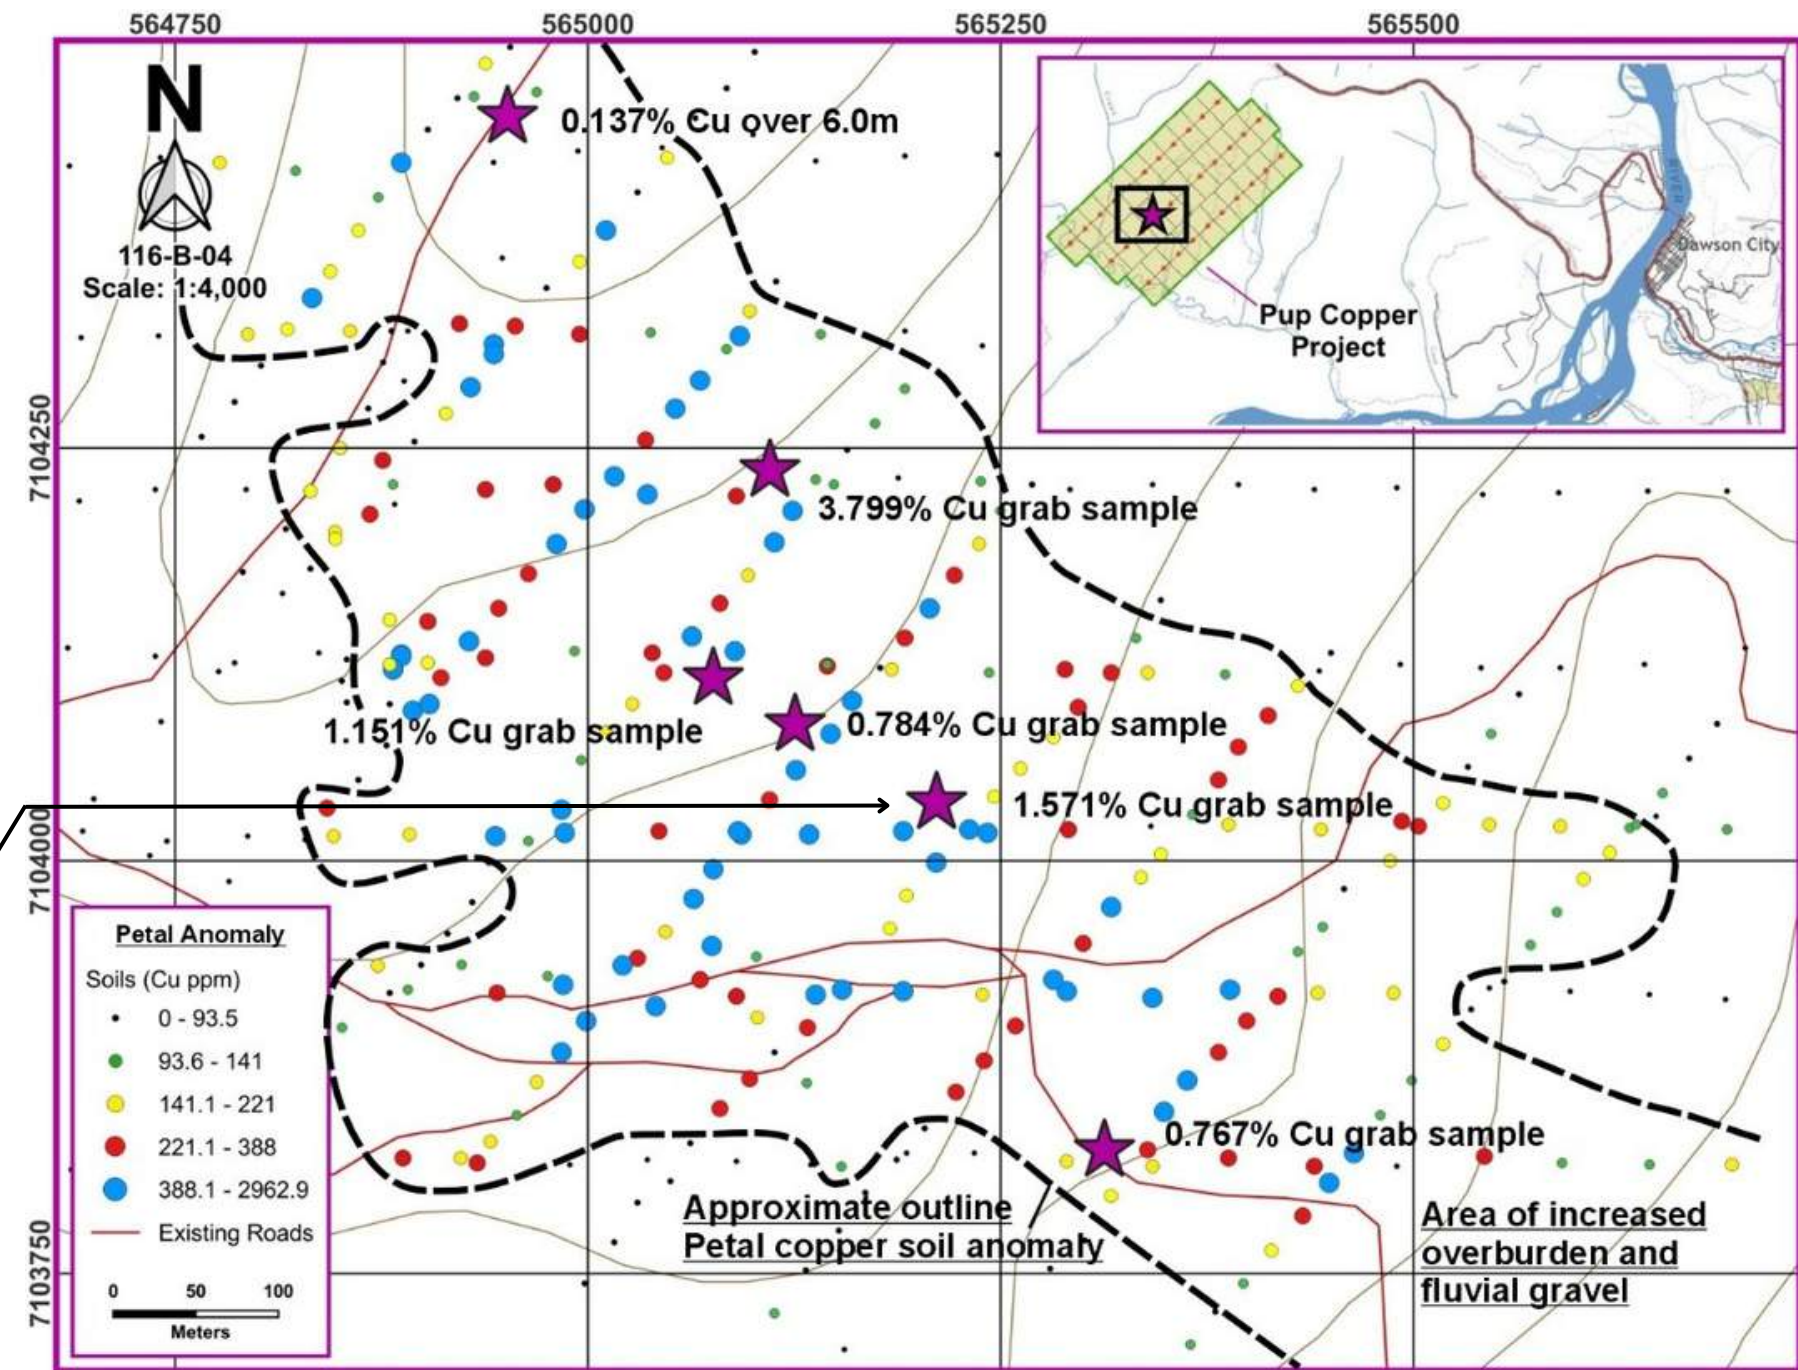 564750
565000
565250
565500
N
116-B-04
Scale: 1:4,000
0.137% Cu over 6.0m
RIVER
Dawson City
Pup Copper
Project
7104250
3.799% Cu grab sample
1.151% Cu grab sample
0.784% Cu grab sample
1.571% Cu grab sample
7104000
Petal Anomaly
Soils (Cu ppm)
0 - 93.5
93.6 - 141
141.1 - 221
221.1 - 388
388.1 - 2962.9
Existing Roads
0 50 100
Meters
0.767% Cu grab sample
Approximate outline
Petal copper soil anomaly
Area of increased
overburden and
fluvial gravel
7103750